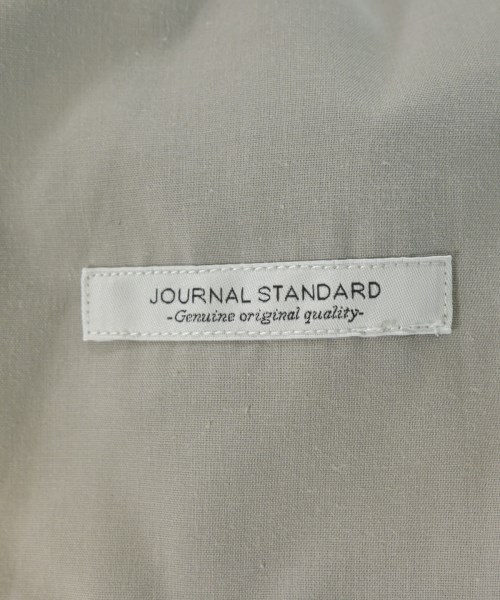 JOURNAL STANDARD
-Genuine original quality-